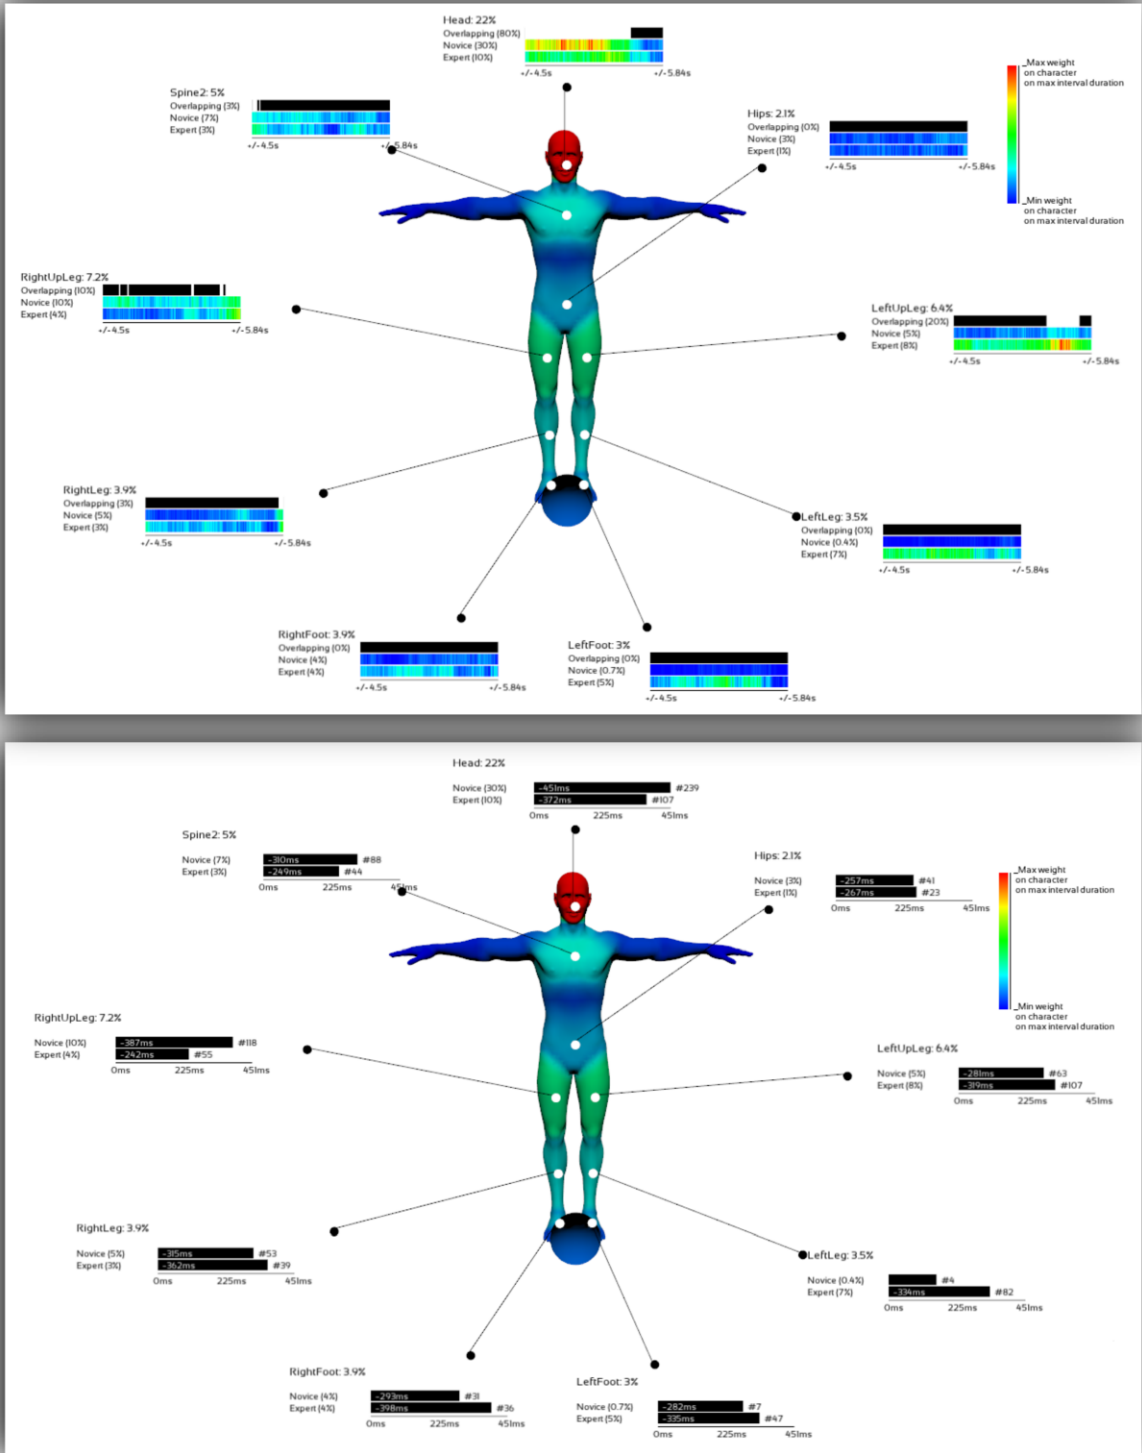 Head: 22%
Overlapping (80%)
Novice (30%)
Expert (10%)
+/-4.5s +/-5.84s
Spine2: 5%
Overlapping (3%)
Novice (7%)
Expert (3%)
+/-4.5s +/-5.84s
Hips: 2.1%
Overlapping (0%)
Novice (3%)
Expert (1%)
+/-4.5s +/-5.84s
_Max weight
on character
on max interval duration
_Min weight
on character
on max interval duration
RightUpLeg: 7.2%
Overlapping (10%)
Novice (10%)
Expert (4%)
+/-4.5s +/-5.84s
LeftUpLeg: 6.4%
Overlapping (20%)
Novice (5%)
Expert (8%)
+/-4.5s +/-5.84s
RightLeg: 3.9%
Overlapping (3%)
Novice (5%)
Expert (3%)
+/-4.5s +/-5.84s
LeftLeg: 3.5%
Overlapping (0%)
Novice (0.4%)
Expert (7%)
+/-4.5s +/-5.84s
RightFoot: 3.9%
Overlapping (0%)
Novice (4%)
Expert (4%)
+/-4.5s +/-5.84s
LeftFoot: 3%
Overlapping (0%)
Novice (0.7%)
Expert (5%)
+/-4.5s +/-5.84s
Head: 22%
Novice (30%) ~451ms #239
Expert (10%) ~372ms #107
0ms 225ms 451ms
Spine2: 5%
Novice (7%) ~310ms #88
Expert (3%) ~249ms #44
0ms 225ms 451ms
Hips: 2.1%
Novice (3%) ~257ms #41
Expert (1%) ~267ms #23
0ms 225ms 451ms
_Max weight
on character
on max interval duration
_Min weight
on character
on max interval duration
RightUpLeg: 7.2%
Novice (10%) ~387ms #118
Expert (4%) ~242ms #55
0ms 225ms 451ms
LeftUpLeg: 6.4%
Novice (5%) ~281ms #63
Expert (8%) ~319ms #107
0ms 225ms 451ms
RightLeg: 3.9%
Novice (5%) ~315ms #53
Expert (3%) ~362ms #39
0ms 225ms 451ms
LeftLeg: 3.5%
Novice (0.4%) #4
Expert (7%) ~334ms #82
0ms 225ms 451ms
RightFoot: 3.9%
Novice (4%) ~293ms #31
Expert (4%) ~398ms #36
0ms 225ms 451ms
LeftFoot: 3%
Novice (0.7%) ~282ms #7
Expert (5%) ~335ms #47
0ms 225ms 451ms